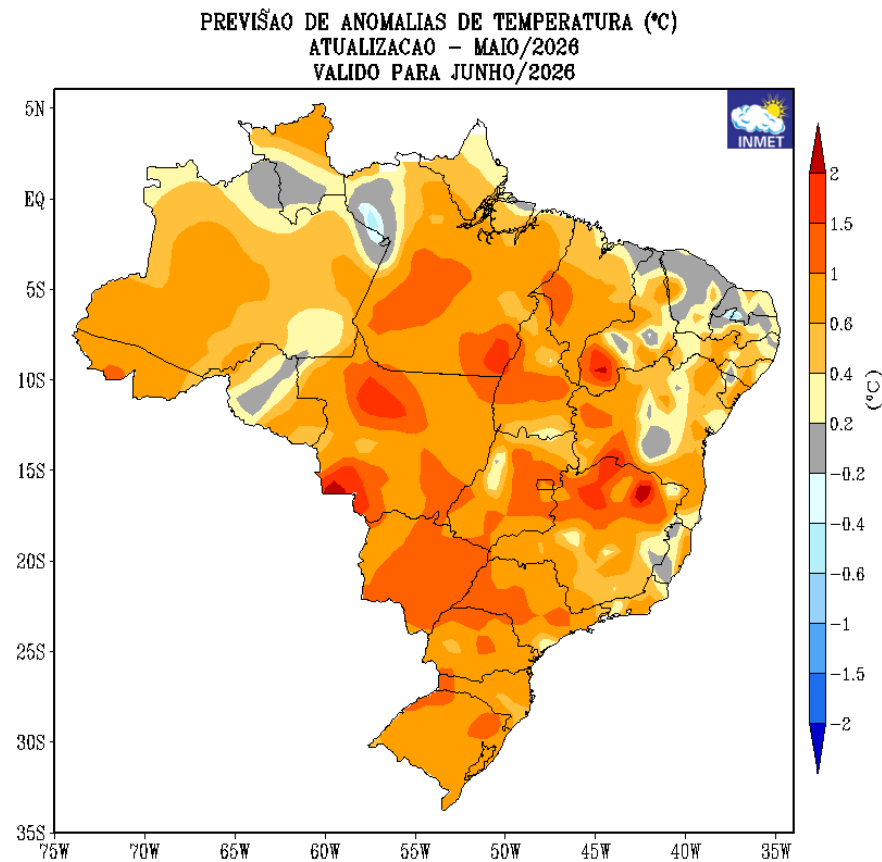 PREVISÃO DE ANOMALIAS DE TEMPERATURA (ºC)
ATUALIZACAO – MAIO/2026
VALIDO PARA JUNHO/2026
INMET
5N
EQ
5S
10S
15S
20S
25S
30S
35S
75W
70W
65W
60W
55W
50W
45W
40W
35W
2
1.5
1
0.6
0.4
0.2
-0.2
-0.4
-0.6
-1
-1.5
-2
(ºC)